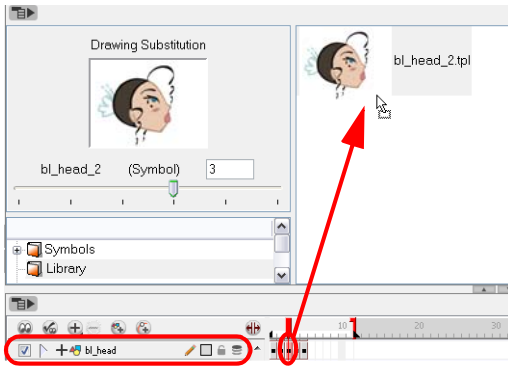 Drawing Substitution
bl_head_2.tpl
bl_head_2 (Symbol) 3
Symbols
Library
10 20 30
bl_head